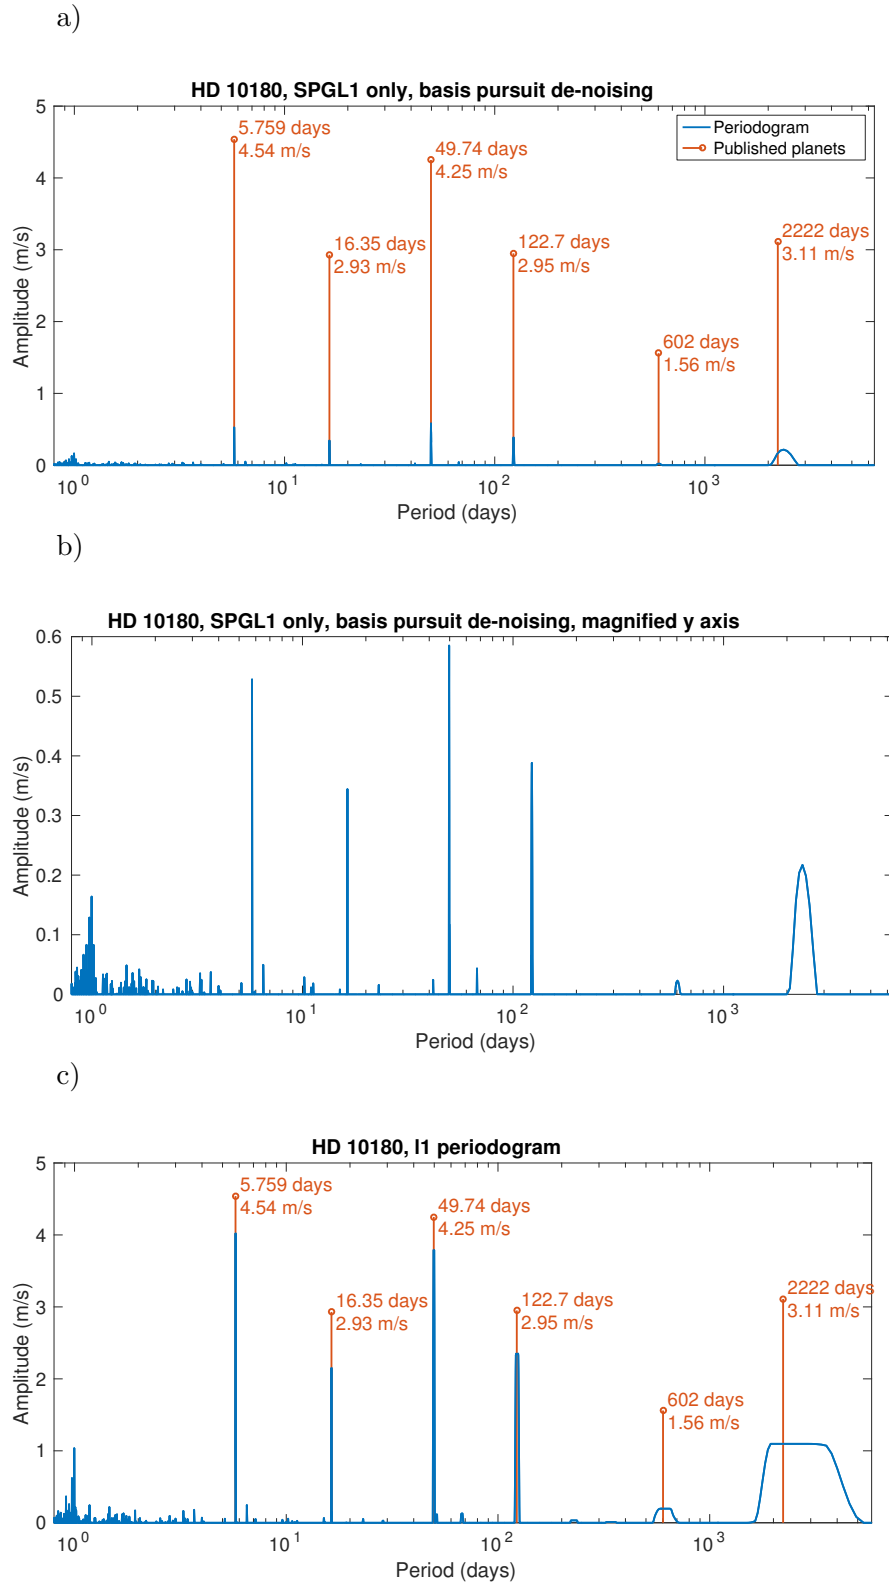 a)
HD 10180, SPGL1 only, basis pursuit de-noising
5
4
3
2
1
0
Amplitude (m/s)
5.759 days
4.54 m/s
16.35 days
2.93 m/s
49.74 days
4.25 m/s
122.7 days
2.95 m/s
602 days
1.56 m/s
2222 days
3.11 m/s
Periodogram
Published planets
10^0 10^1 10^2 10^3
Period (days)
b)
HD 10180, SPGL1 only, basis pursuit de-noising, magnified y axis
0.6
0.5
0.4
0.3
0.2
0.1
0
Amplitude (m/s)
10^0 10^1 10^2 10^3
Period (days)
c)
HD 10180, l1 periodogram
5
4
3
2
1
0
Amplitude (m/s)
5.759 days
4.54 m/s
16.35 days
2.93 m/s
49.74 days
4.25 m/s
122.7 days
2.95 m/s
602 days
1.56 m/s
2222 days
3.11 m/s
10^0 10^1 10^2 10^3
Period (days)